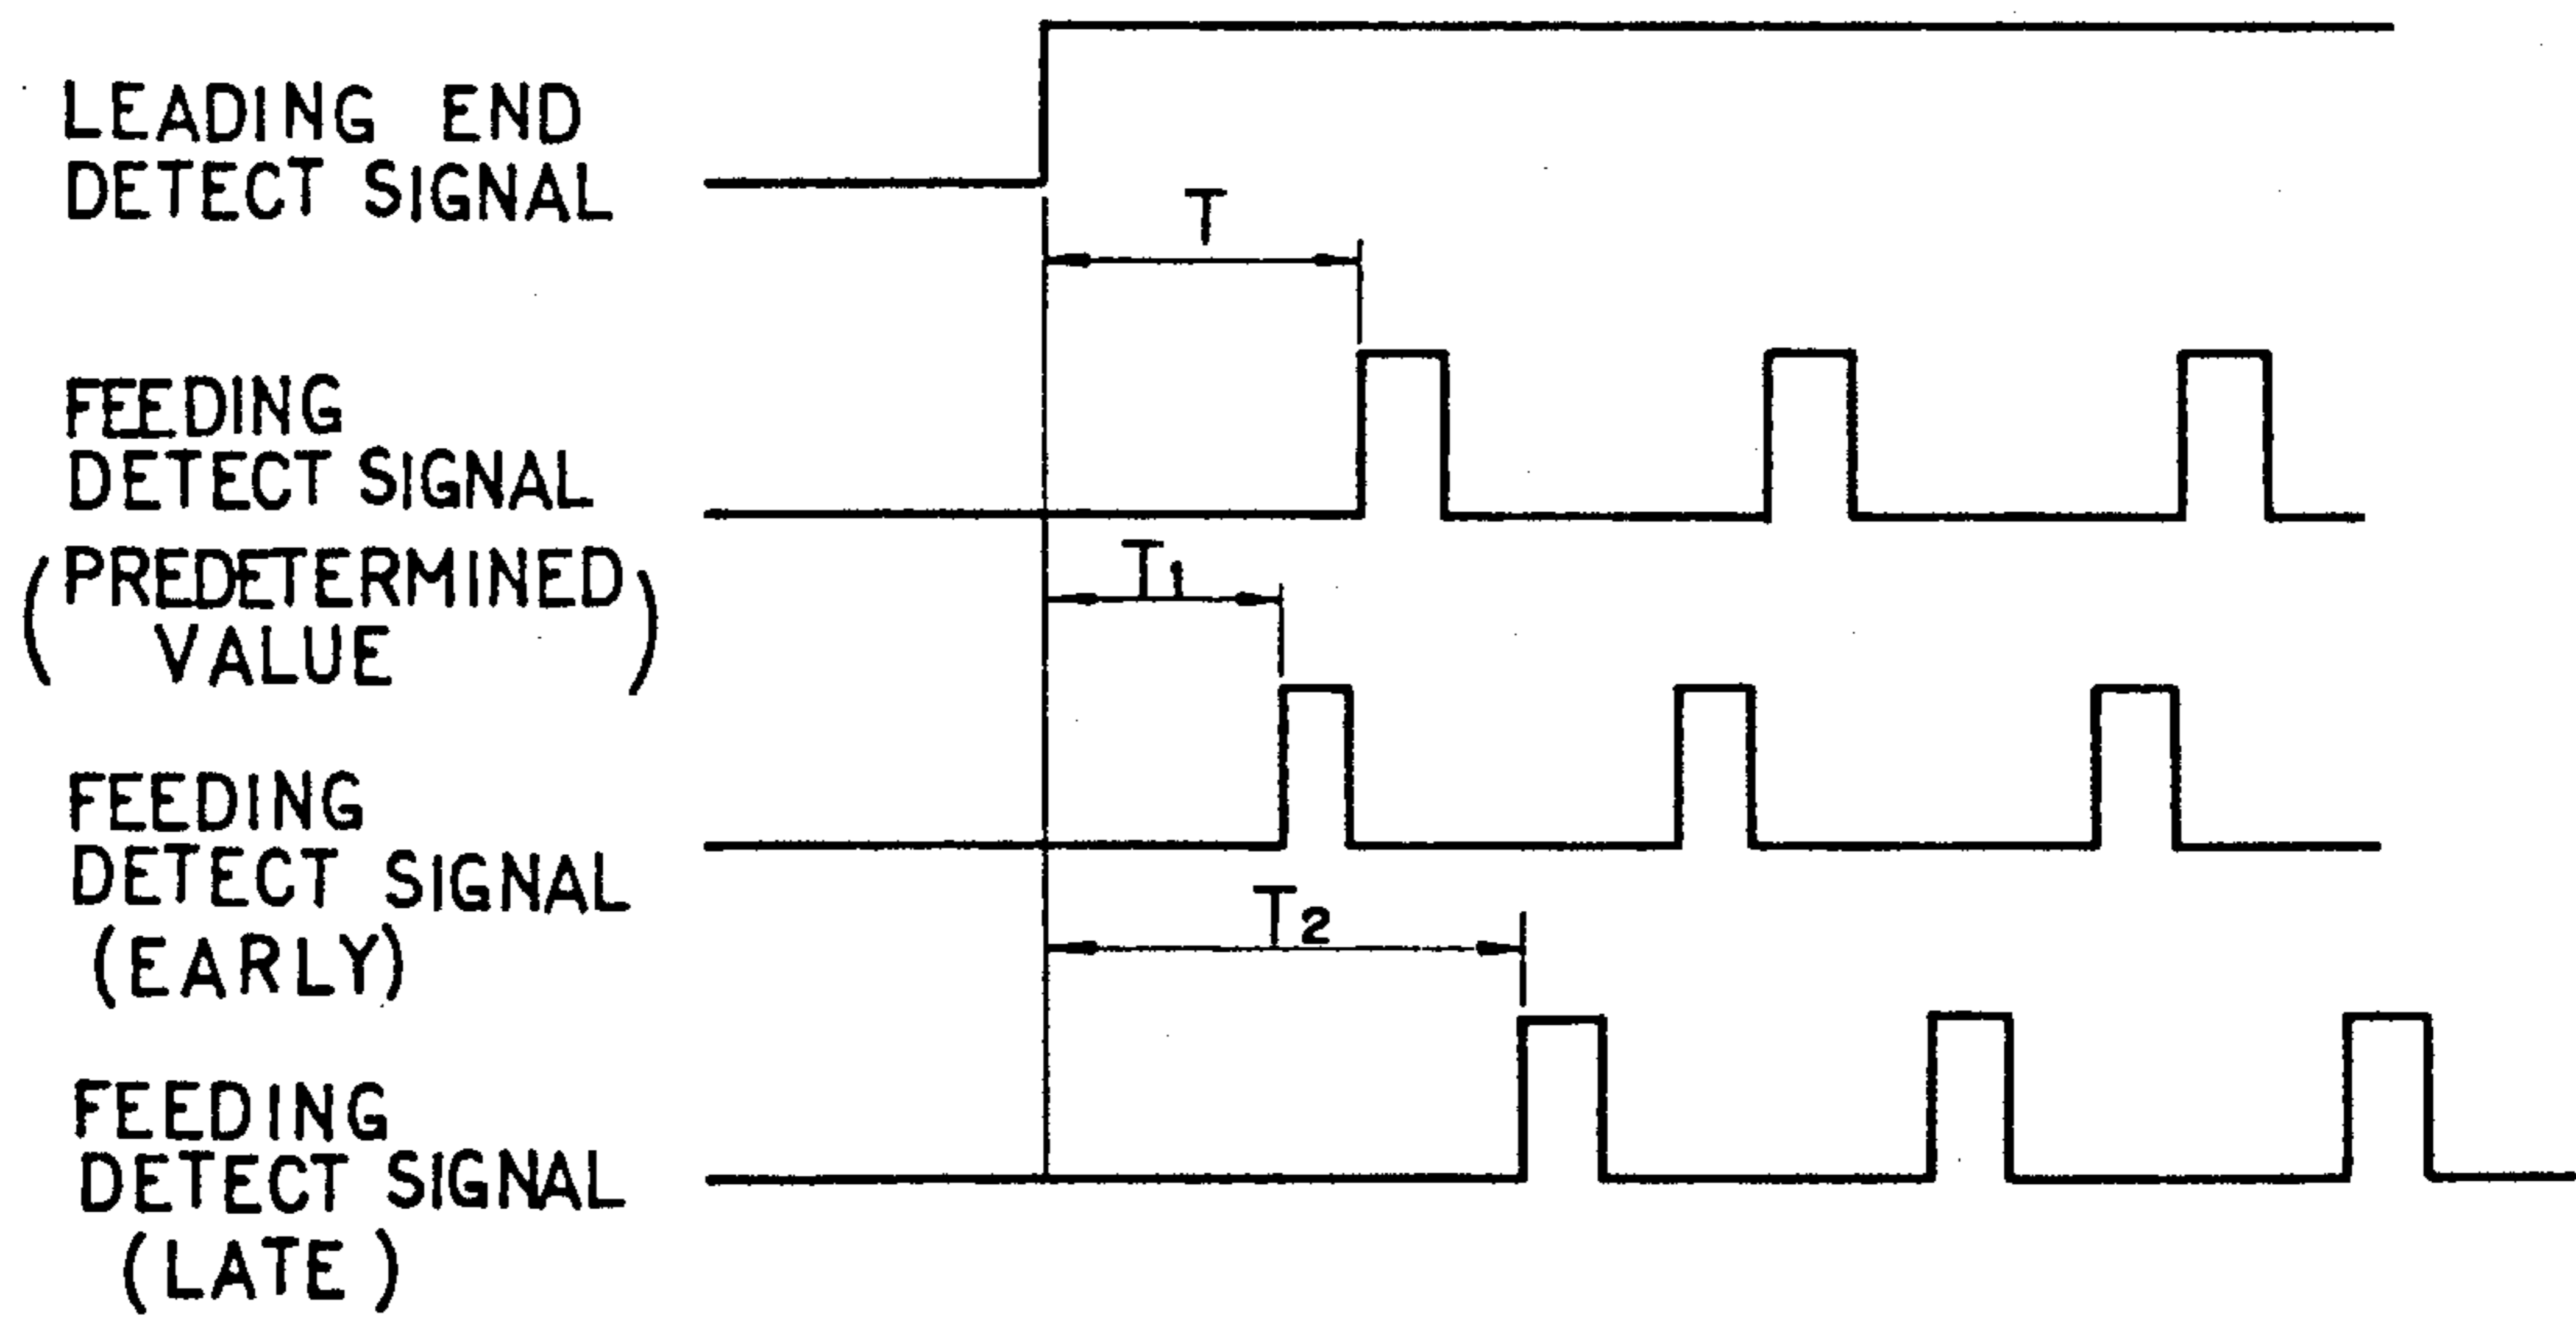 LEADING END
DETECT SIGNAL
T
FEEDING
DETECT SIGNAL
(PREDETERMINED
VALUE)
T1
FEEDING
DETECT SIGNAL
(EARLY)
T2
FEEDING
DETECT SIGNAL
(LATE)